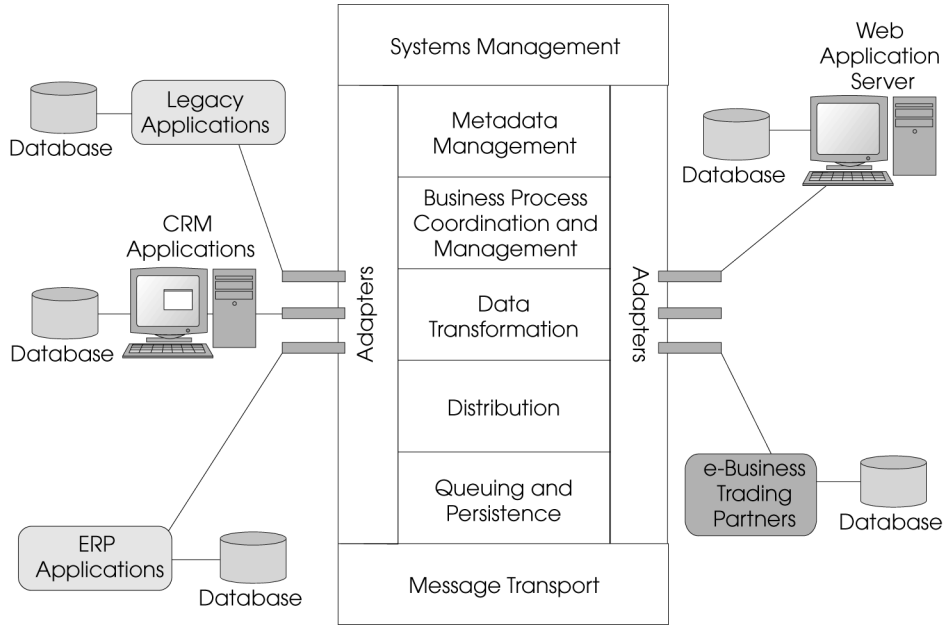 Systems Management
Legacy
Applications
Database
CRM
Applications
Database
ERP
Applications
Database
Adapters
Metadata
Management
Business Process
Coordination and
Management
Data
Transformation
Distribution
Queuing and
Persistence
Message Transport
Adapters
Web
Application
Server
Database
e-Business
Trading
Partners
Database